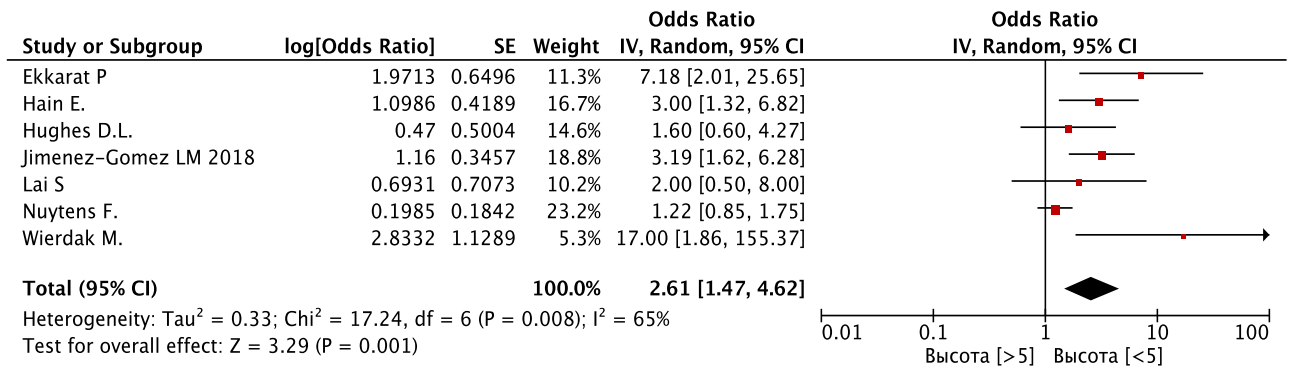 Odds Ratio Odds Ratio
Study or Subgroup log[Odds Ratio] SE Weight IV, Random, 95% CI IV, Random, 95% CI
Ekkarat P 1.9713 0.6496 11.3% 7.18 [2.01, 25.65]
Hain E. 1.0986 0.4189 16.7% 3.00 [1.32, 6.82]
Hughes D.L. 0.47 0.5004 14.6% 1.60 [0.60, 4.27]
Jimenez-Gomez LM 2018 1.16 0.3457 18.8% 3.19 [1.62, 6.28]
Lai S 0.6931 0.7073 10.2% 2.00 [0.50, 8.00]
Nuytens F. 0.1985 0.1842 23.2% 1.22 [0.85, 1.75]
Wierdak M. 2.8332 1.1289 5.3% 17.00 [1.86, 155.37]
Total (95% CI) 100.0% 2.61 [1.47, 4.62]
Heterogeneity: Tau² = 0.33; Chi² = 17.24, df = 6 (P = 0.008); I² = 65%
Test for overall effect: Z = 3.29 (P = 0.001)
0.01 0.1 1 10 100
Высота [>5] Высота [<5]